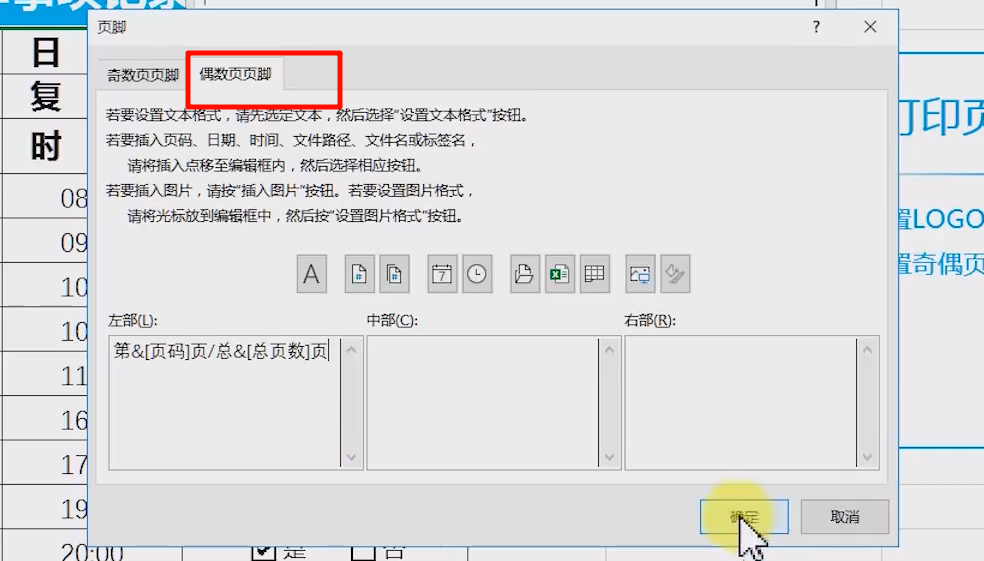 页脚
?
日
复
时
奇数页页脚
偶数页页脚
若要设置文本格式，请先选定文本，然后选择"设置文本格式"按钮。
若要插入页码、日期、时间、文件路径、文件名或标签名，
请将插入点移至编辑框内，然后选择相应按钮。
若要插入图片，请按"插入图片"按钮。若要设置图片格式，
请将光标放到编辑框中，然后按"设置图片格式"按钮。
打印页
置LOGO
置奇偶页
A
7
左部(L):
中部(C):
右部(R):
第&[页码]页/总&[总页数]页
确定
取消
08
09
10
10
11
16
17
19
20:00
是
否